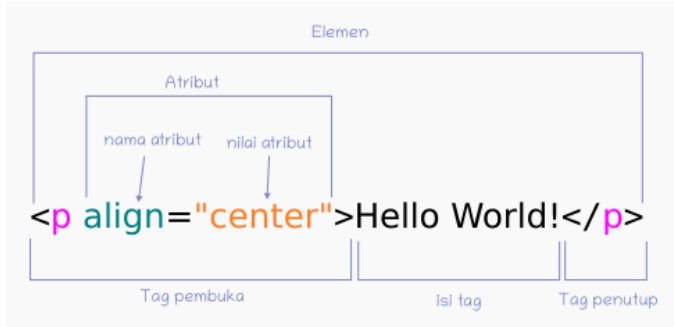 Elemen
Atribut
nama atribut
nilai atribut
<p align="center">Hello World!</p>
Tag pembuka
isi tag
Tag penutup